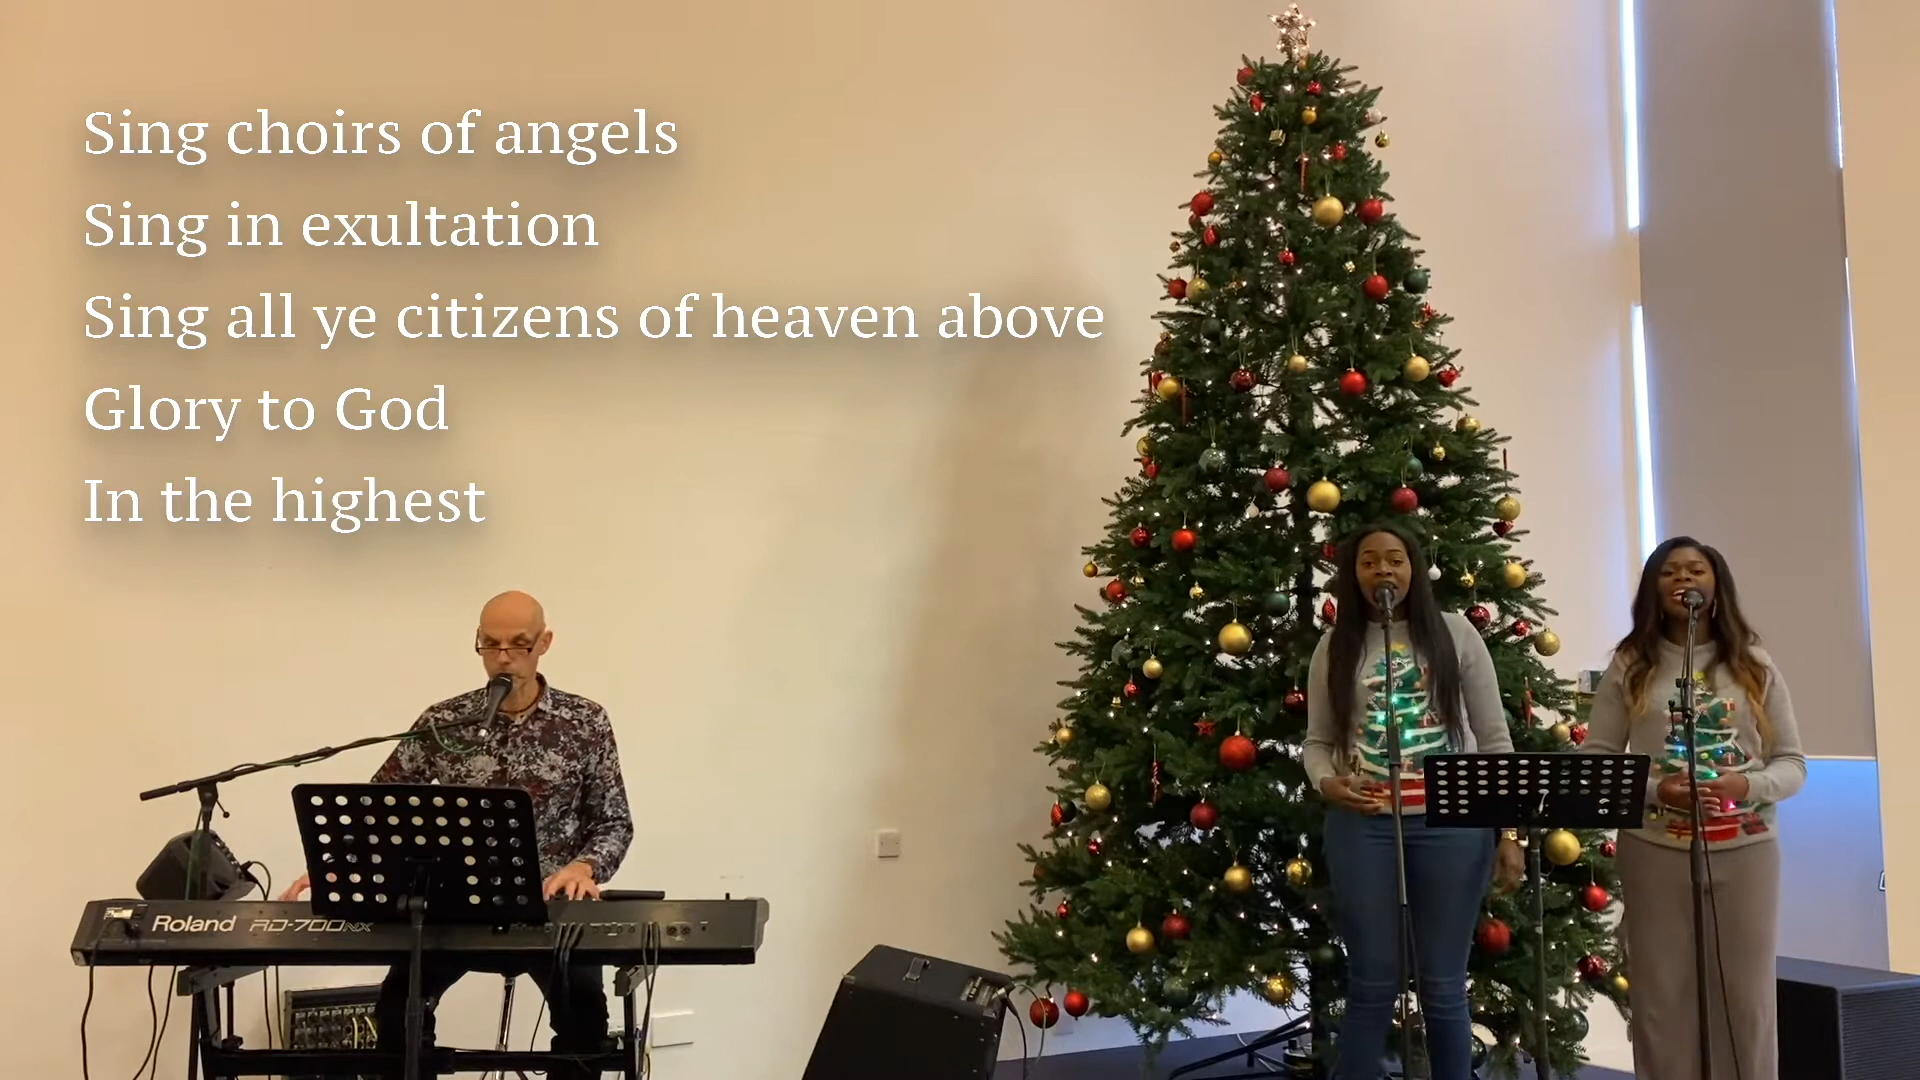 Sing choirs of angels
Sing in exultation
Sing all ye citizens of heaven above
Glory to God
In the highest
Roland RD-700NX